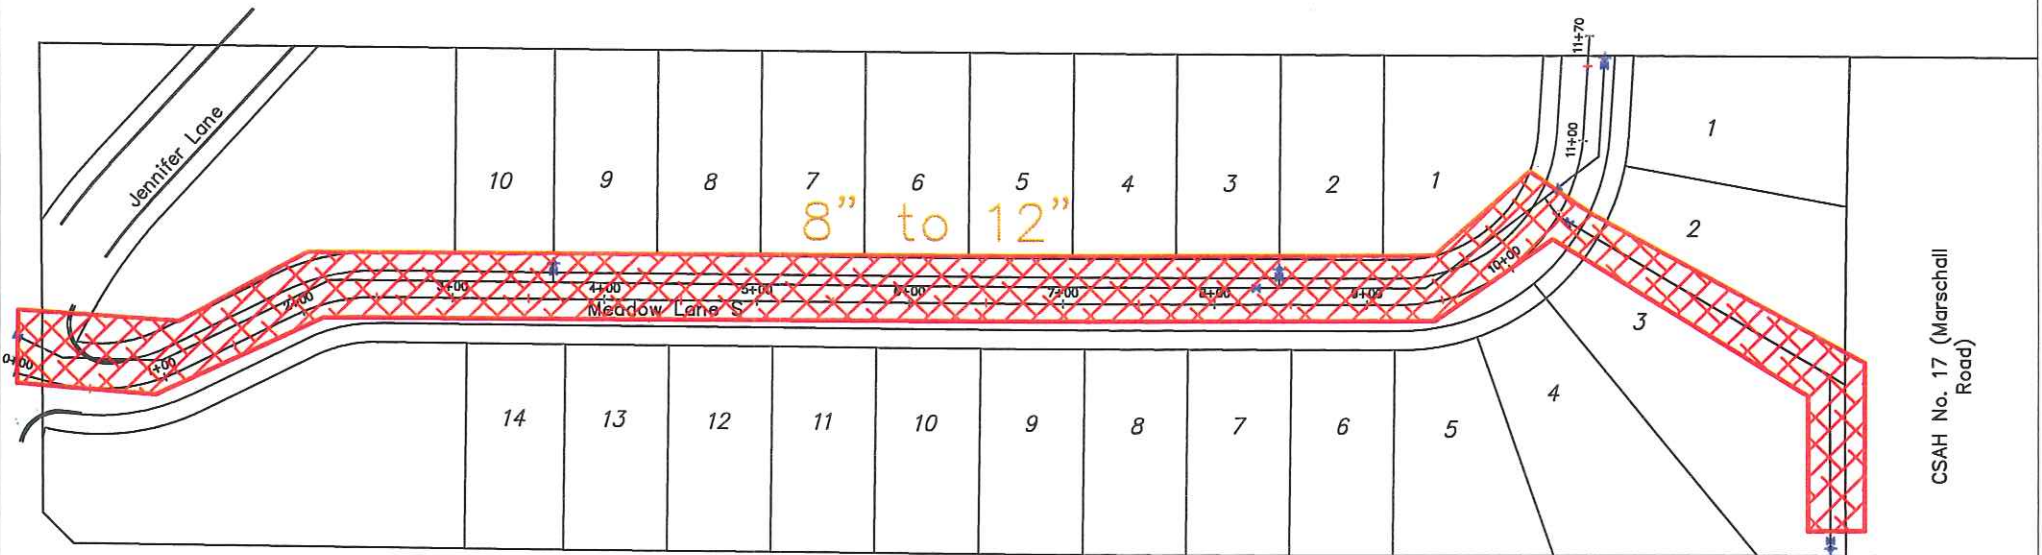 11+70
Jennifer Lane
11+00
1
10 9 8 7 6 5 4 3 2 1
8” to 12”
2
10+00
3+00 4+00 5+00 6+00 7+00 8+00 9+00
2+00
Meadow Lane S
3
0+00
1+00
CSAH No. 17 (Marschall
Road)
4
14 13 12 11 10 9 8 7 6 5